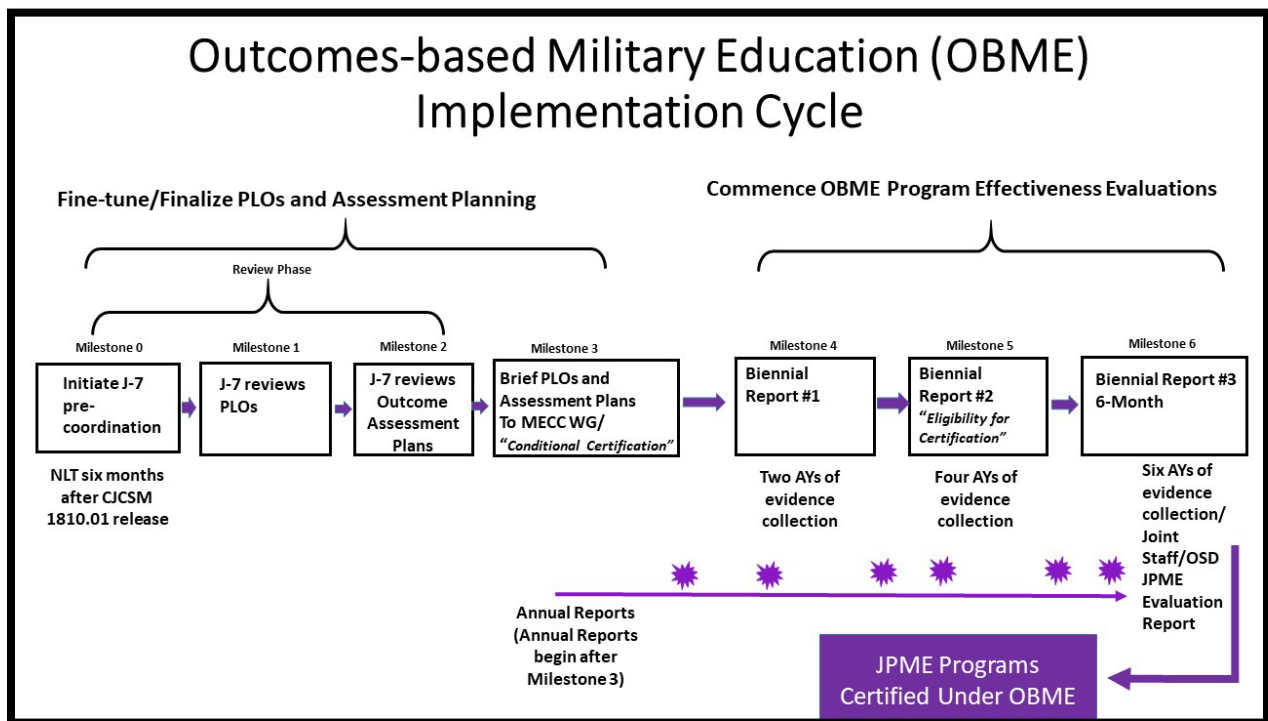 Outcomes-based Military Education (OBME)
Implementation Cycle
Fine-tune/Finalize PLOs and Assessment Planning
Commence OBME Program Effectiveness Evaluations
Review Phase
Milestone 0
Initiate J-7
pre-
coordination
NLT six months
after CJCSM
1810.01 release
Milestone 1
J-7 reviews
PLOs
Milestone 2
J-7 reviews
Outcome
Assessment
Plans
Milestone 3
Brief PLOs and
Assessment Plans
To MECC WG/
“Conditional Certification”
Milestone 4
Biennial
Report #1
Two AYs of
evidence
collection
Milestone 5
Biennial
Report #2
“Eligibility for
Certification”
Four AYs of
evidence
collection
Milestone 6
Biennial Report #3
6-Month
Six AYs of
evidence
collection/
Joint
Staff/OSD
JPME
Evaluation
Report
Annual Reports
(Annual Reports
begin after
Milestone 3)
JPME Programs
Certified Under OBME